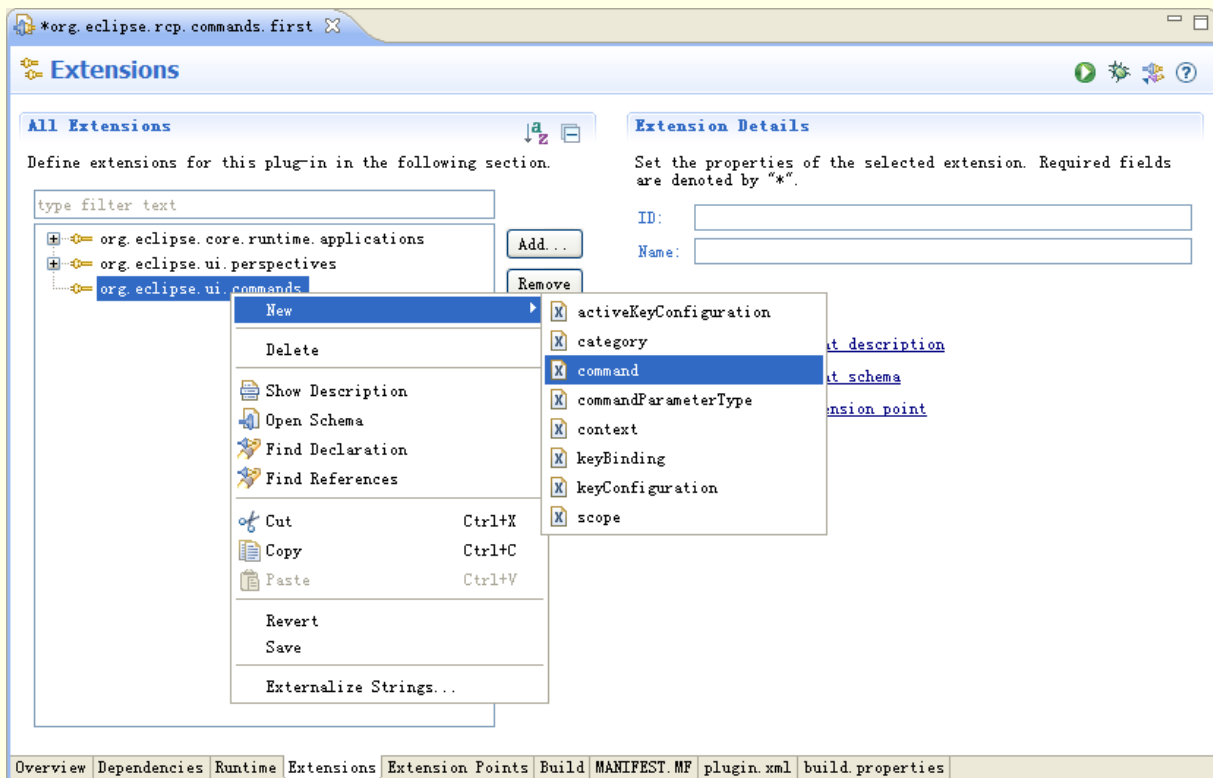 *org.eclipse.rcp.commands.first
Extensions
All Extensions
Define extensions for this plug-in in the following section.
type filter text
org.eclipse.core.runtime.applications
org.eclipse.ui.perspectives
org.eclipse.ui.commands
Add...
Remove
Extension Details
Set the properties of the selected extension. Required fields
are denoted by "*".
ID:
Name:
New
Delete
Show Description
Open Schema
Find Declaration
Find References
Cut Ctrl+X
Copy Ctrl+C
Paste Ctrl+V
Revert
Save
Externalize Strings...
activeKeyConfiguration
category
command
commandParameterType
context
keyBinding
keyConfiguration
scope
description
schema
point
Overview Dependencies Runtime Extensions Extension Points Build MANIFEST.MF plugin.xml build.properties